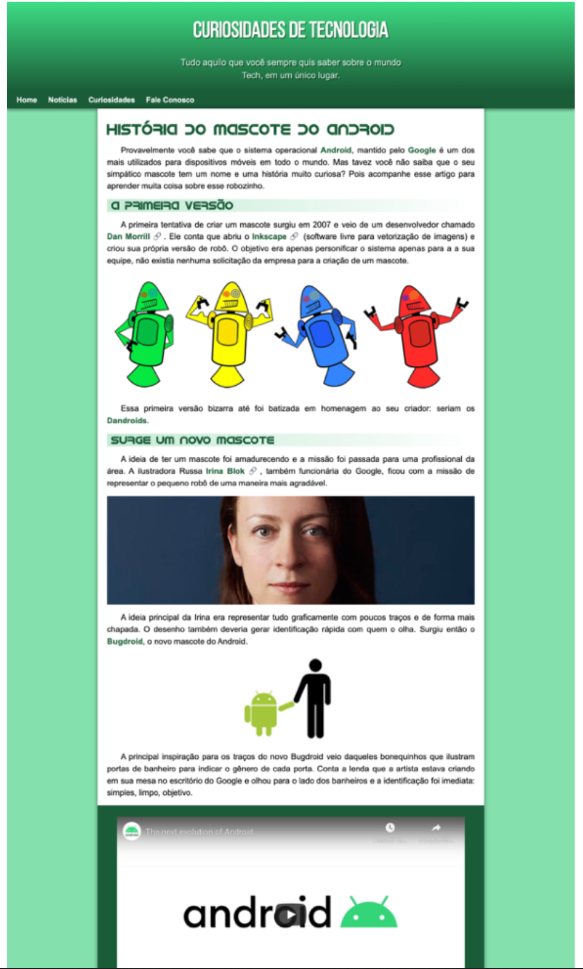 CURIOSIDADES DE TECNOLOGIA
Tudo aquilo que você sempre quis saber sobre o mundo
Tech, em um único lugar.
Home Notícias Curiosidades Fale Conosco
História do Mascote do Android
Provavelmente você sabe que o sistema operacional Android, mantido pelo Google é um dos
mais utilizados para dispositivos móveis em todo o mundo. Mas tavez você não saiba que o seu
simpático mascote tem um nome e uma história muito curiosa? Pois acompanhe esse artigo para
aprender muita coisa sobre esse robozinho.
A primeira versão
A primeira tentativa de criar um mascote surgiu em 2007 e veio de um desenvolvedor chamado
Dan Morrill . Ele conta que abriu o Inkscape (software livre para vetorização de imagens) e
criou sua própria versão de robô. O objetivo era apenas personificar o sistema apenas para a a sua
equipe, não existia nenhuma solicitação da empresa para a criação de um mascote.
Essa primeira versão bizarra até foi batizada em homenagem ao seu criador: seriam os
Dandroids.
Surge um novo mascote
A ideia de ter um mascote foi amadurecendo e a missão foi passada para uma profissional da
área. A ilustradora Russa Irina Blok , também funcionária do Google, ficou com a missão de
representar o pequeno robô de uma maneira mais agradável.
A ideia principal da Irina era representar tudo graficamente com poucos traços e de forma mais
chapada. O desenho também deveria gerar identificação rápida com quem o olha. Surgiu então o
Bugdroid, o novo mascote do Android.
A principal inspiração para os traços do novo Bugdroid veio daqueles bonequinhos que ilustram
portas de banheiro para indicar o gênero de cada porta. Conta a lenda que a artista estava criando
em sua mesa no escritório do Google e olhou para o lado dos banheiros e a identificação foi imediata:
simples, limpo, objetivo.
The next evolution of Android
android